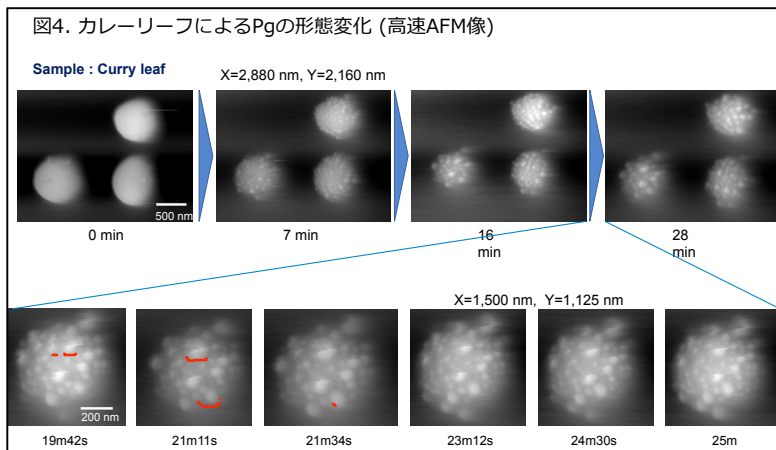 図4. カレーリーフによるPgの形態変化 (高速AFM像)
Sample : Curry leaf
X=2,880 nm, Y=2,160 nm
500 nm
0 min
7 min
16
min
28
min
X=1,500 nm, Y=1,125 nm
200 nm
19m42s
21m11s
21m34s
23m12s
24m30s
25m